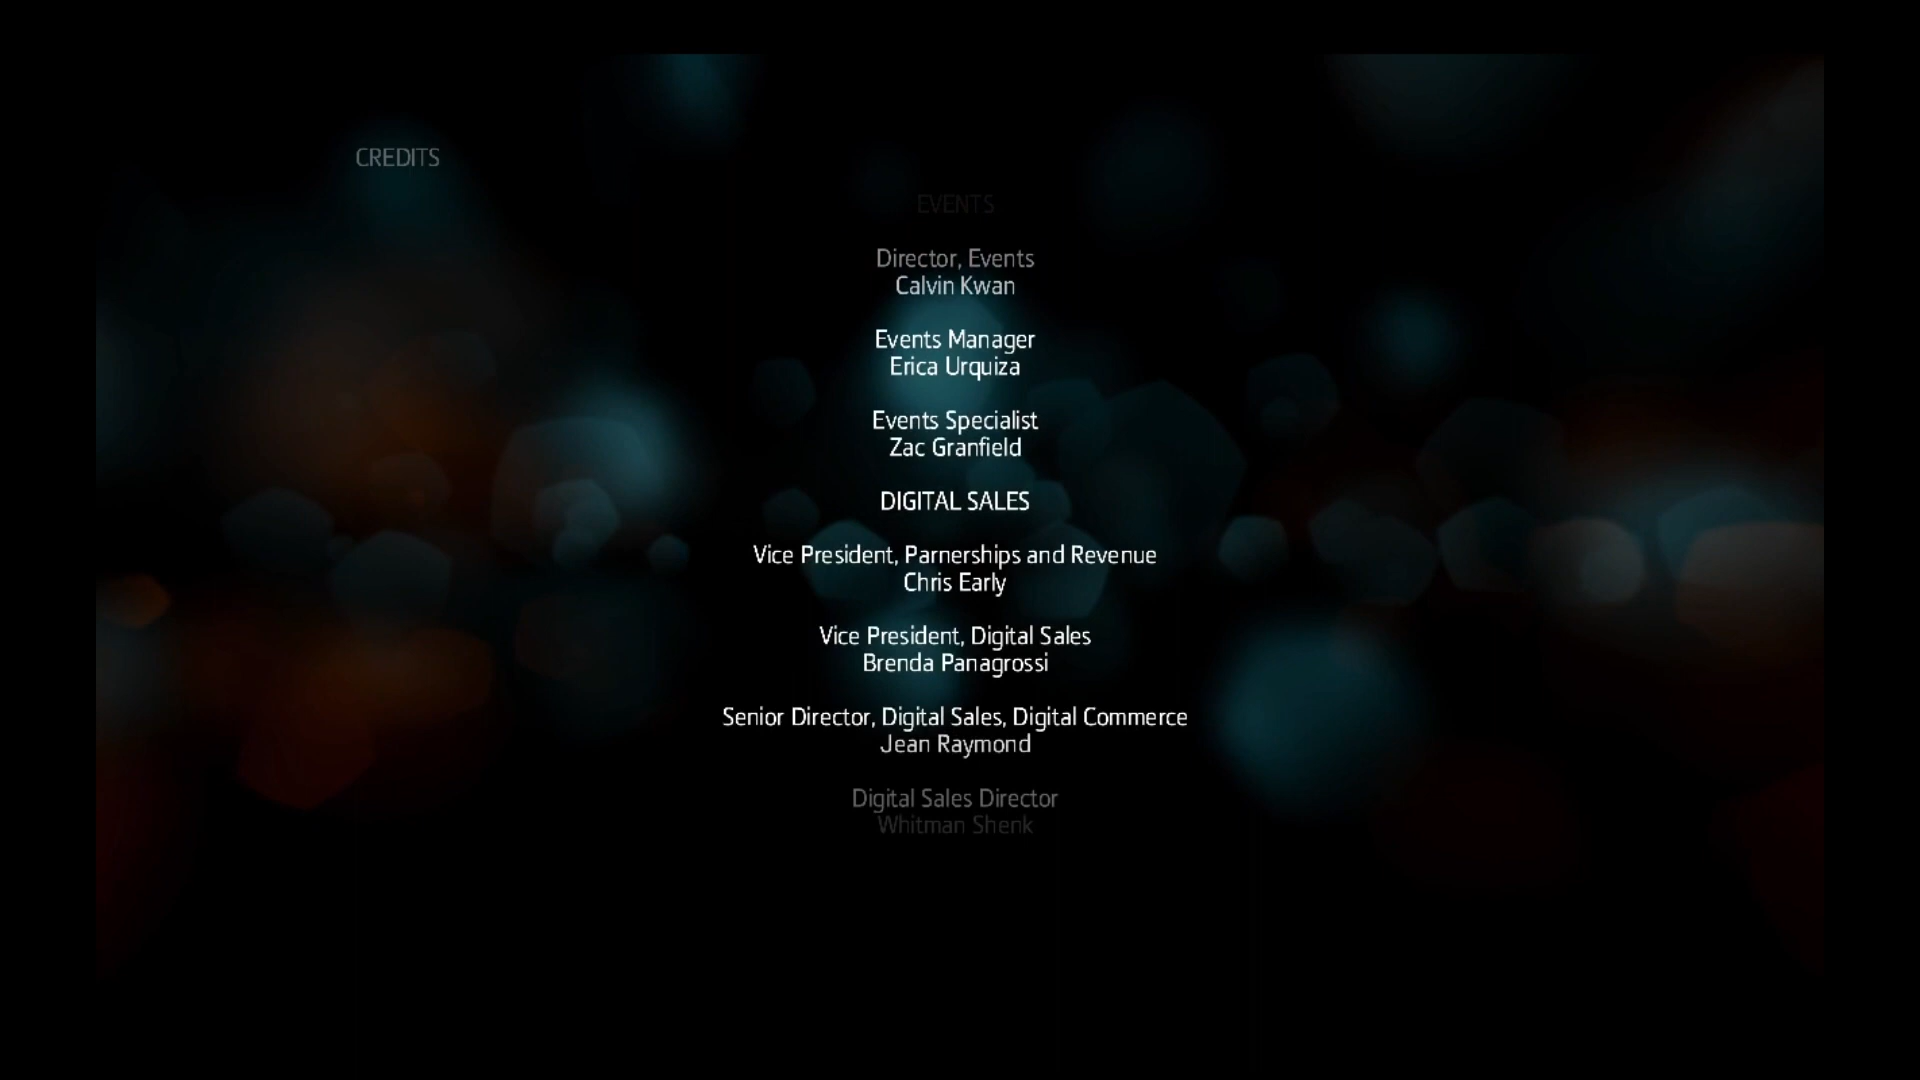 CREDITS
EVENTS
Director, Events
Calvin Kwan
Events Manager
Erica Urquiza
Events Specialist
Zac Granfield
DIGITAL SALES
Vice President, Parnerships and Revenue
Chris Early
Vice President, Digital Sales
Brenda Panagrossi
Senior Director, Digital Sales, Digital Commerce
Jean Raymond
Digital Sales Director
Whitman Shenk